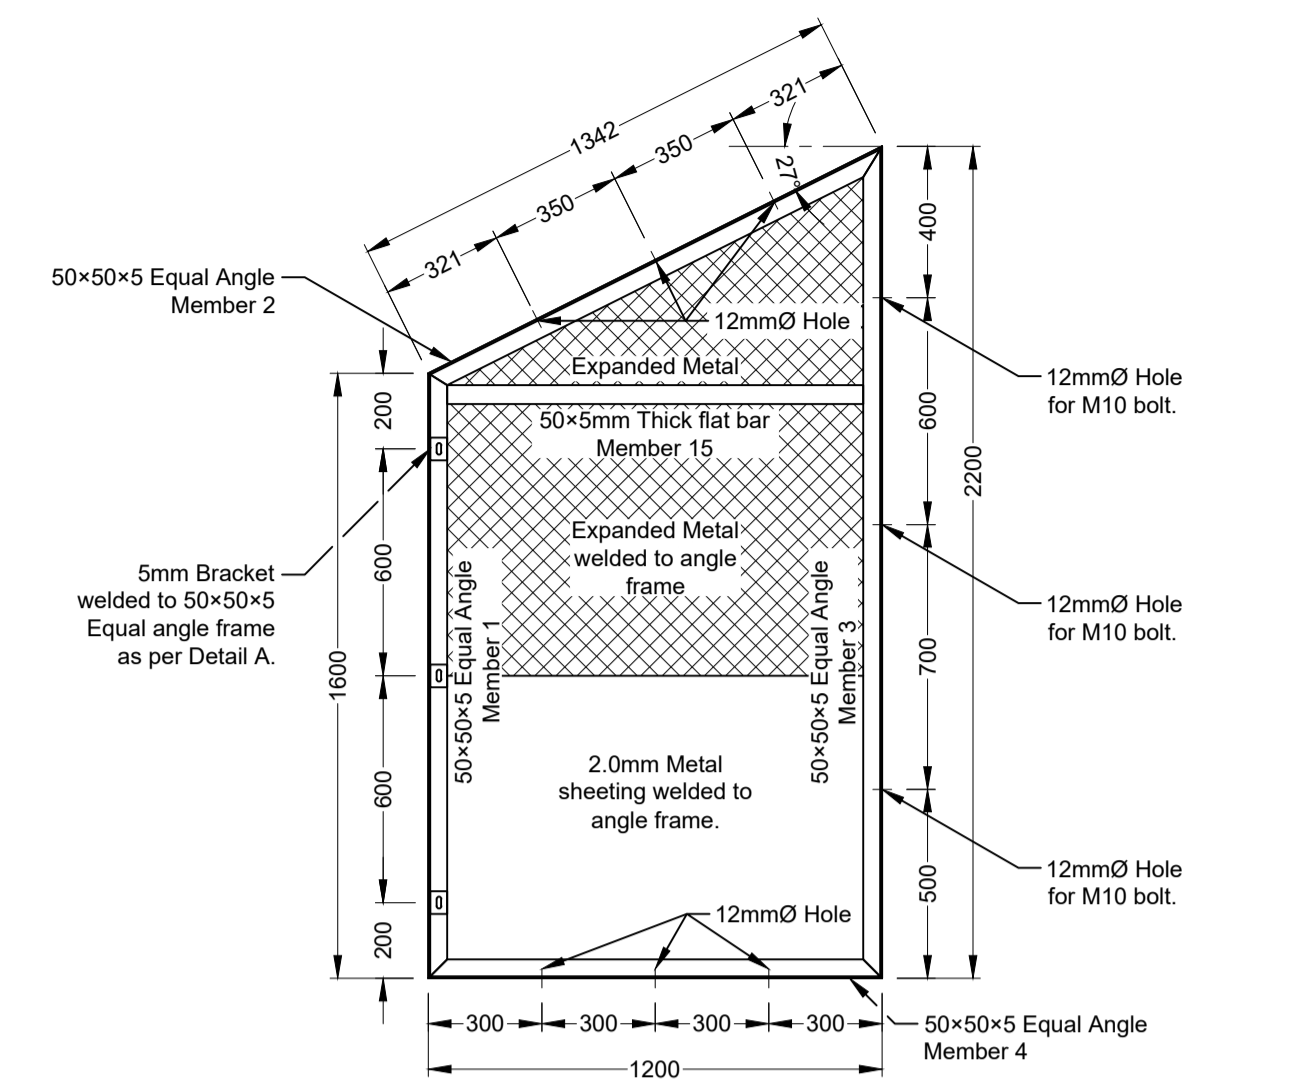 1342
321
350
350
321
27°
50×50×5 Equal Angle
Member 2
12mmØ Hole
400
Expanded Metal
12mmØ Hole
for M10 bolt.
200
600
50×5mm Thick flat bar
Member 15
2200
Expanded Metal
welded to angle
frame
5mm Bracket
welded to 50×50×5
Equal angle frame
as per Detail A.
600
1600
50×50×5 Equal Angle
Member 1
50×50×5 Equal Angle
Member 3
12mmØ Hole
for M10 bolt.
700
600
2.0mm Metal
sheeting welded to
angle frame.
12mmØ Hole
for M10 bolt.
500
200
12mmØ Hole
300
300
300
300
50×50×5 Equal Angle
Member 4
1200